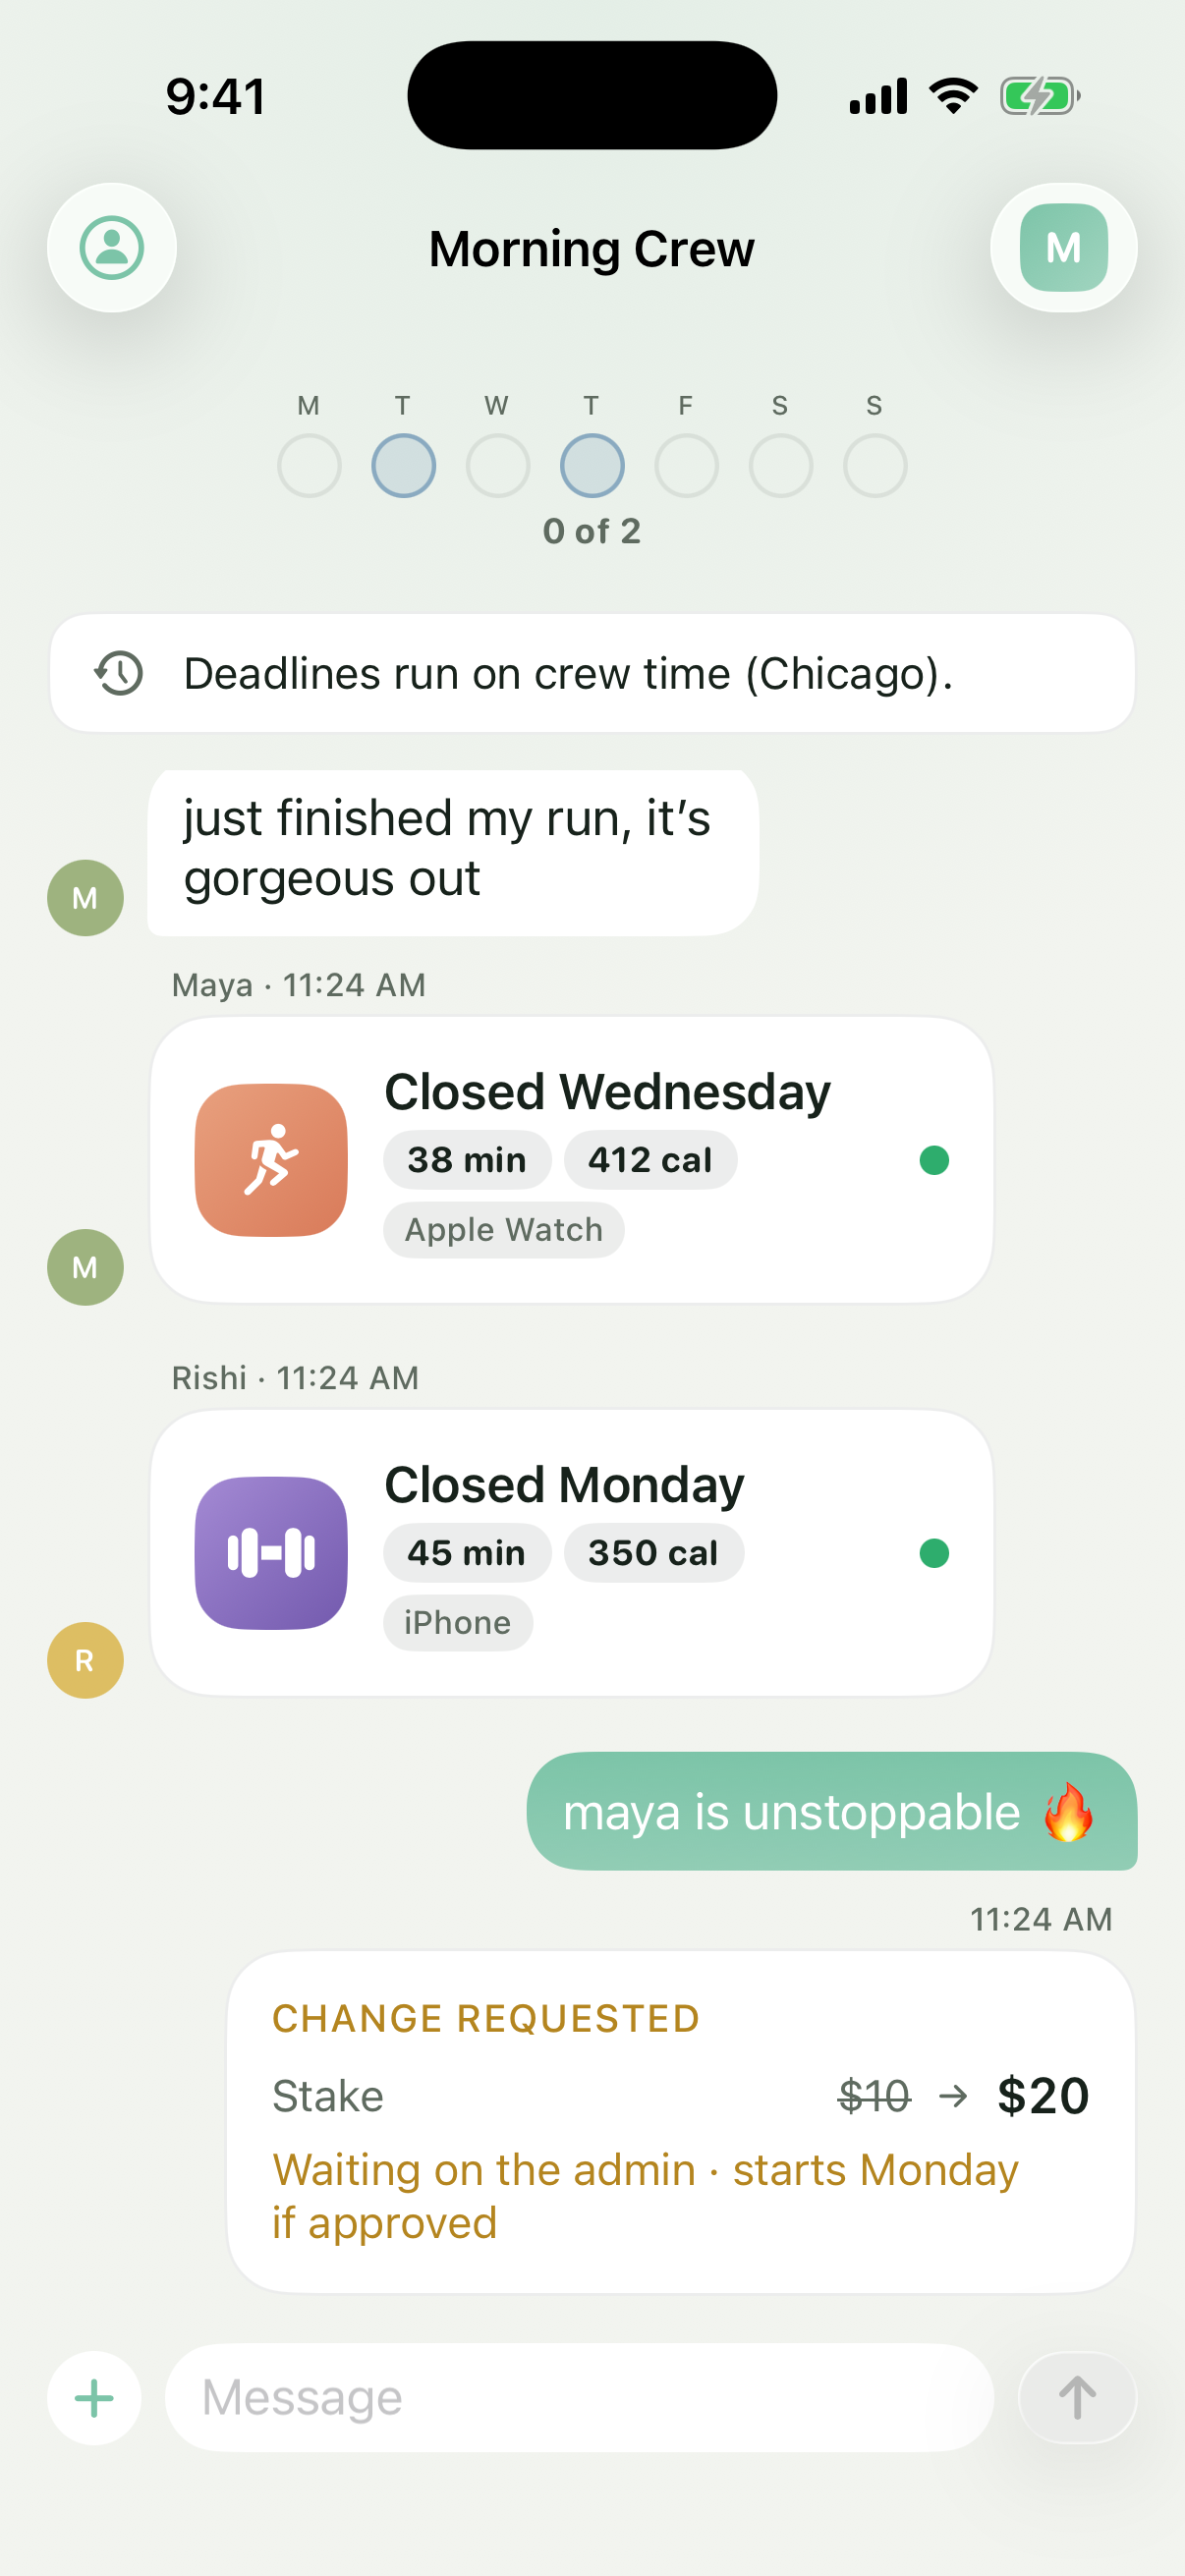 9:41
Morning Crew
M
M T W T F S S
0 of 2
Deadlines run on crew time (Chicago).
just finished my run, it’s
gorgeous out
M
Maya · 11:24 AM
Closed Wednesday
38 min 412 cal
Apple Watch
M
Rishi · 11:24 AM
Closed Monday
45 min 350 cal
iPhone
R
maya is unstoppable 🔥
11:24 AM
CHANGE REQUESTED
Stake $10 → $20
Waiting on the admin · starts Monday
if approved
Message